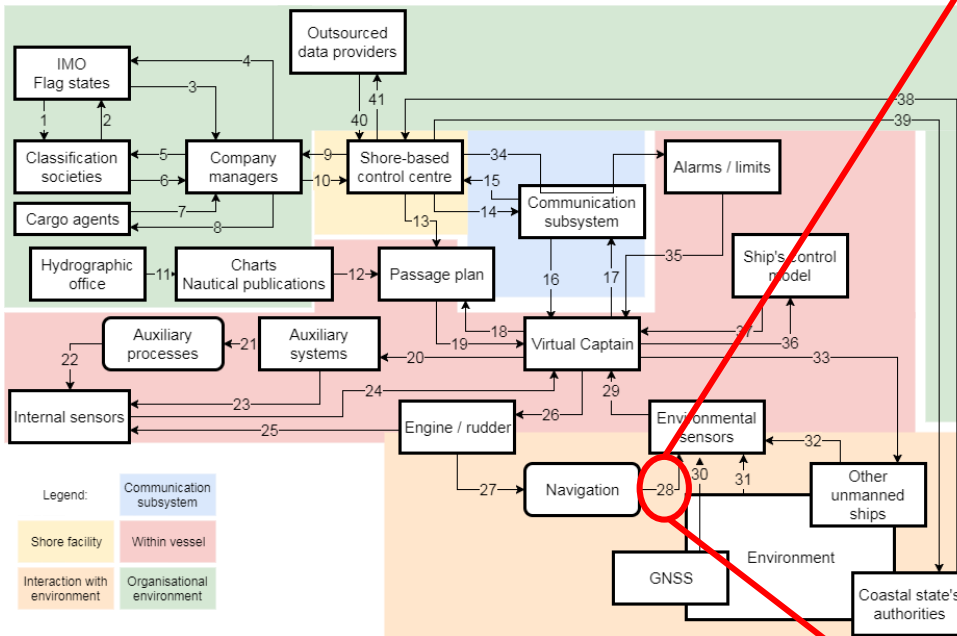 Outsourced
data providers
IMO
Flag states
4
3
41
40
38
39
1
2
Classification
societies
5
6
Company
managers
9
10
Shore-based
control centre
34
15
14
13
Communication
subsystem
Alarms / limits
Cargo agents
7
8
Hydrographic
office
11
Charts
Nautical publications
12
Passage plan
16
17
35
Ship's control
model
18
19
Virtual Captain
37
36
33
Auxiliary
processes
21
Auxiliary
systems
20
22
23
24
29
Internal sensors
25
Engine / rudder
26
Environmental
sensors
32
27
Navigation
28
30
31
Other
unmanned
ships
Environment
GNSS
Coastal state's
authorities
Legend:
Communication
subsystem
Shore facility
Within vessel
Interaction with
environment
Organisational
environment